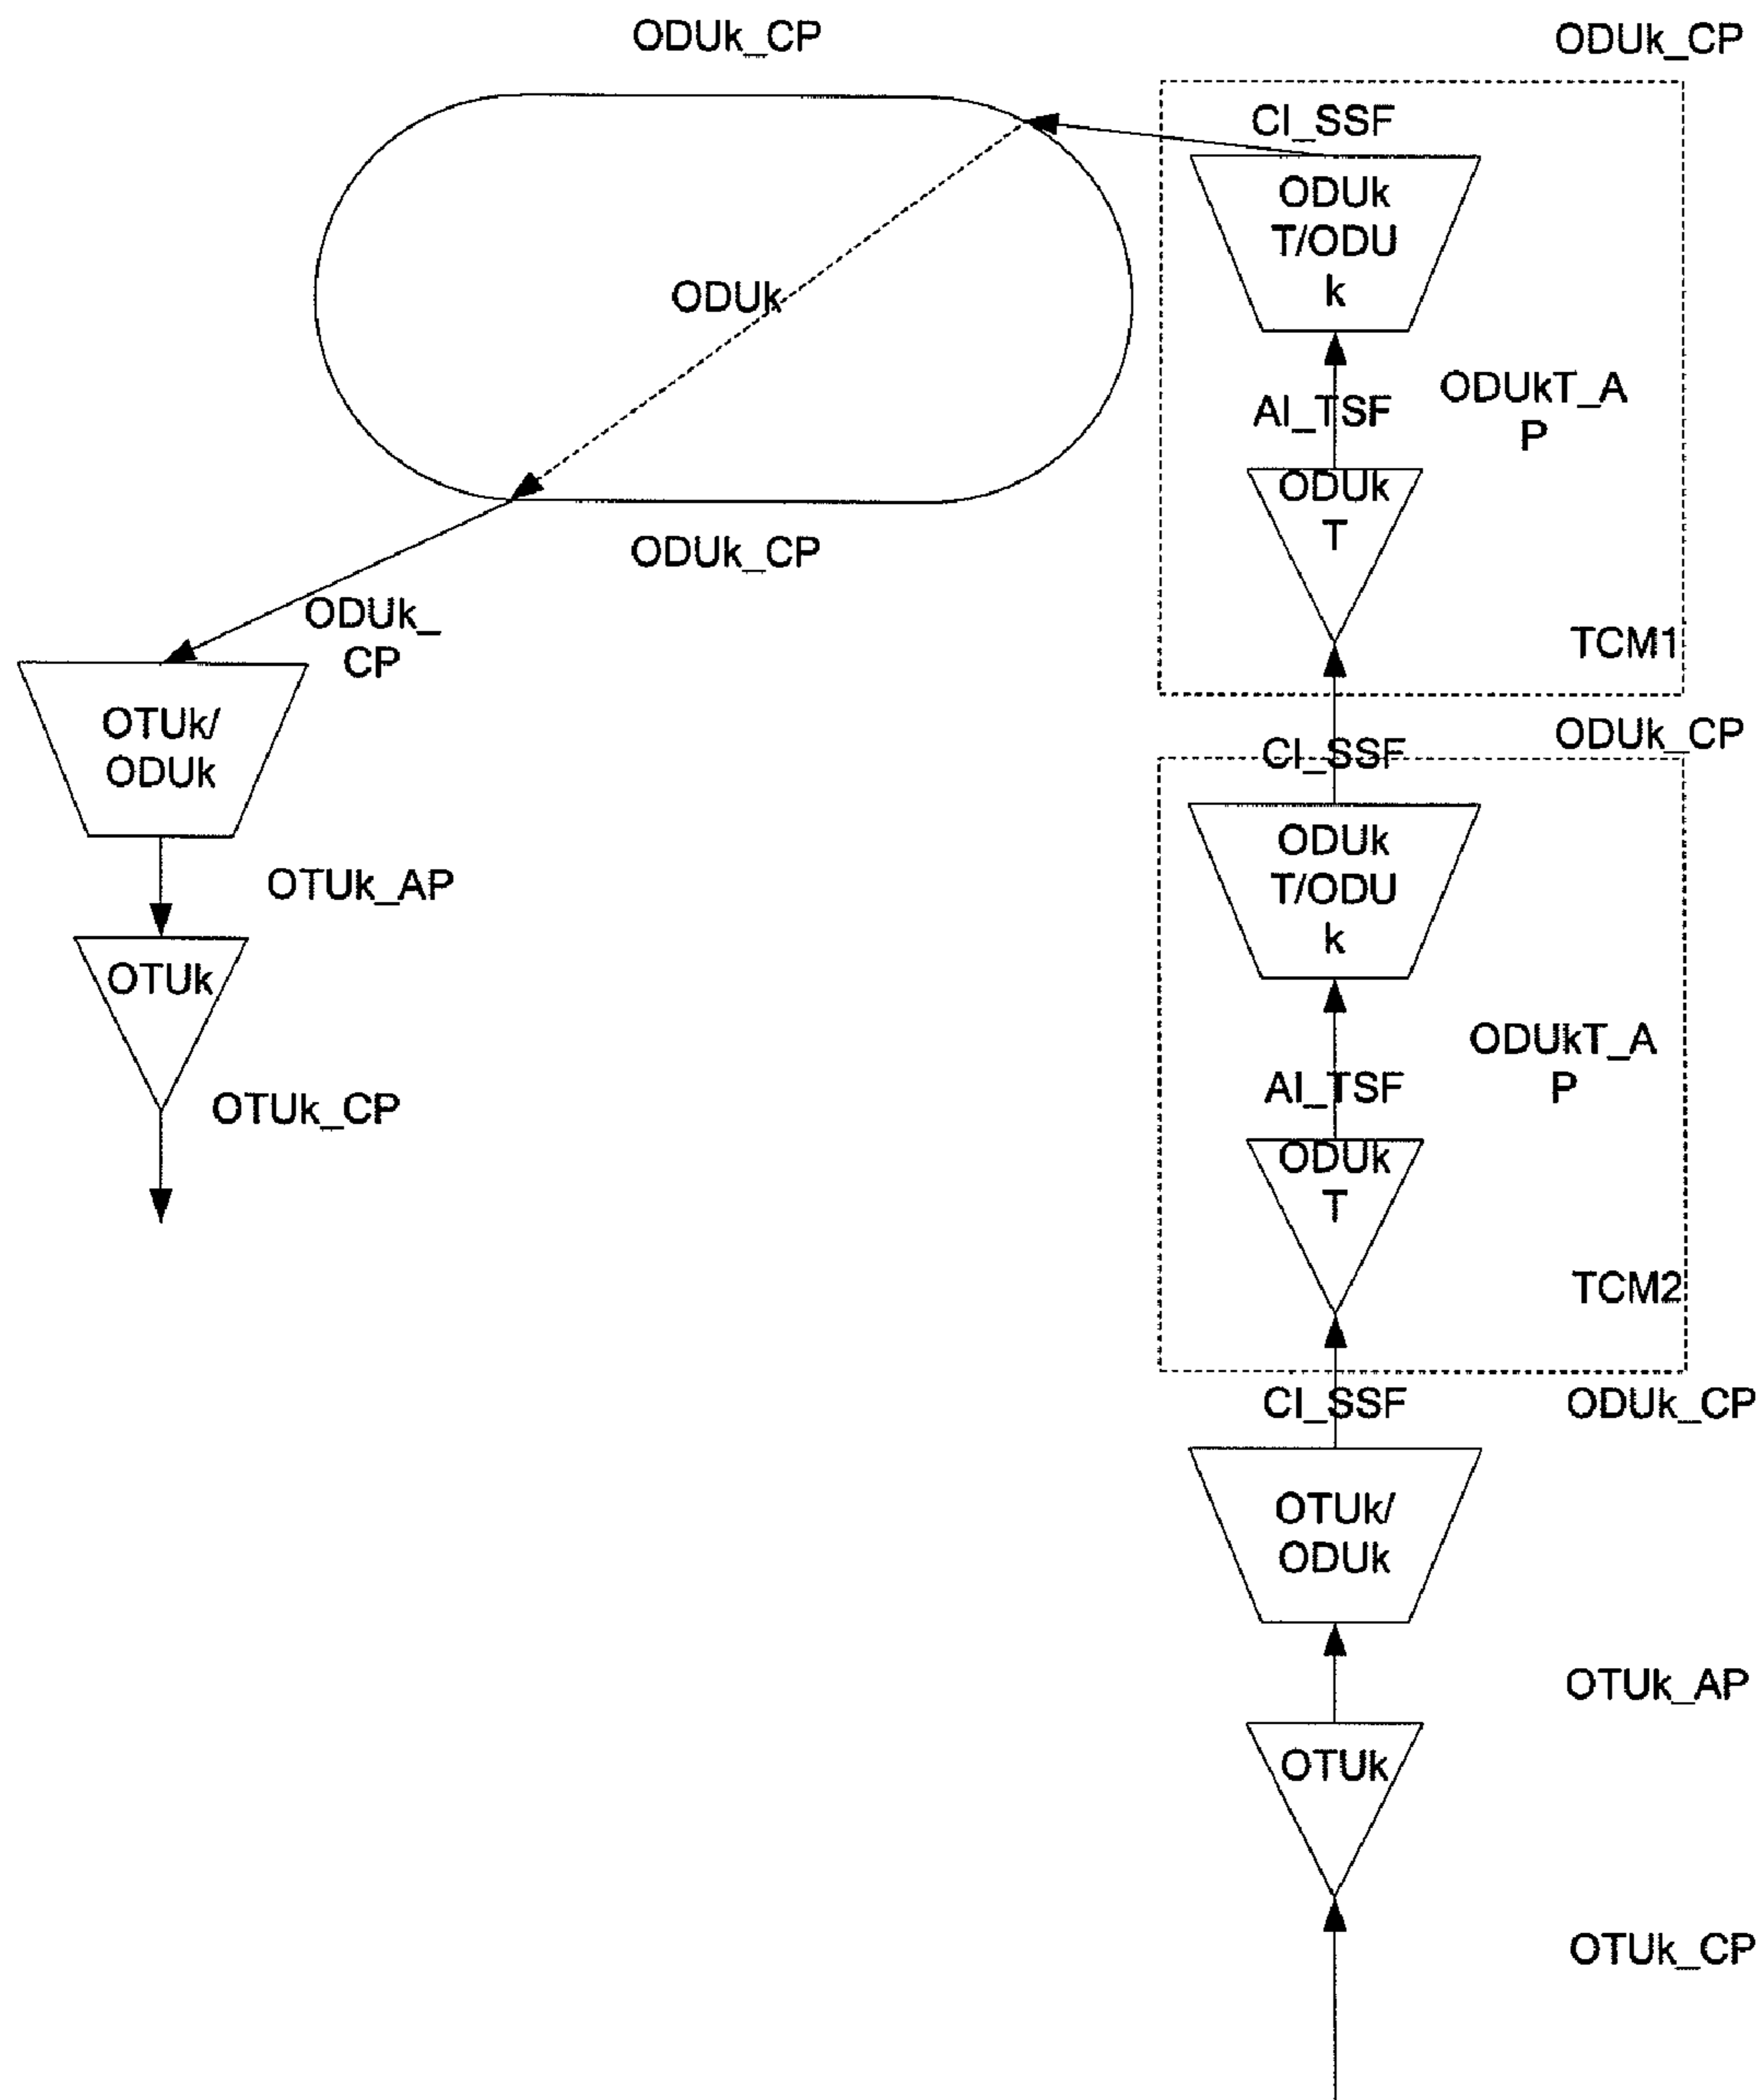 ODUk_CP
ODUk_CP
CI_SSF
ODUk
T/ODU
k
ODUk
ODUkT_A
P
AI_TSF
ODUk
T
ODUk_CP
ODUk_
CP
TCM1
OTUk/
ODUk
ODUk_CP
CI_SSF
ODUk
T/ODU
k
OTUk_AP
OTUk
ODUkT_A
P
AI_TSF
OTUk_CP
ODUk
T
TCM2
CI_SSF
ODUk_CP
OTUk/
ODUk
OTUk_AP
OTUk
OTUk_CP